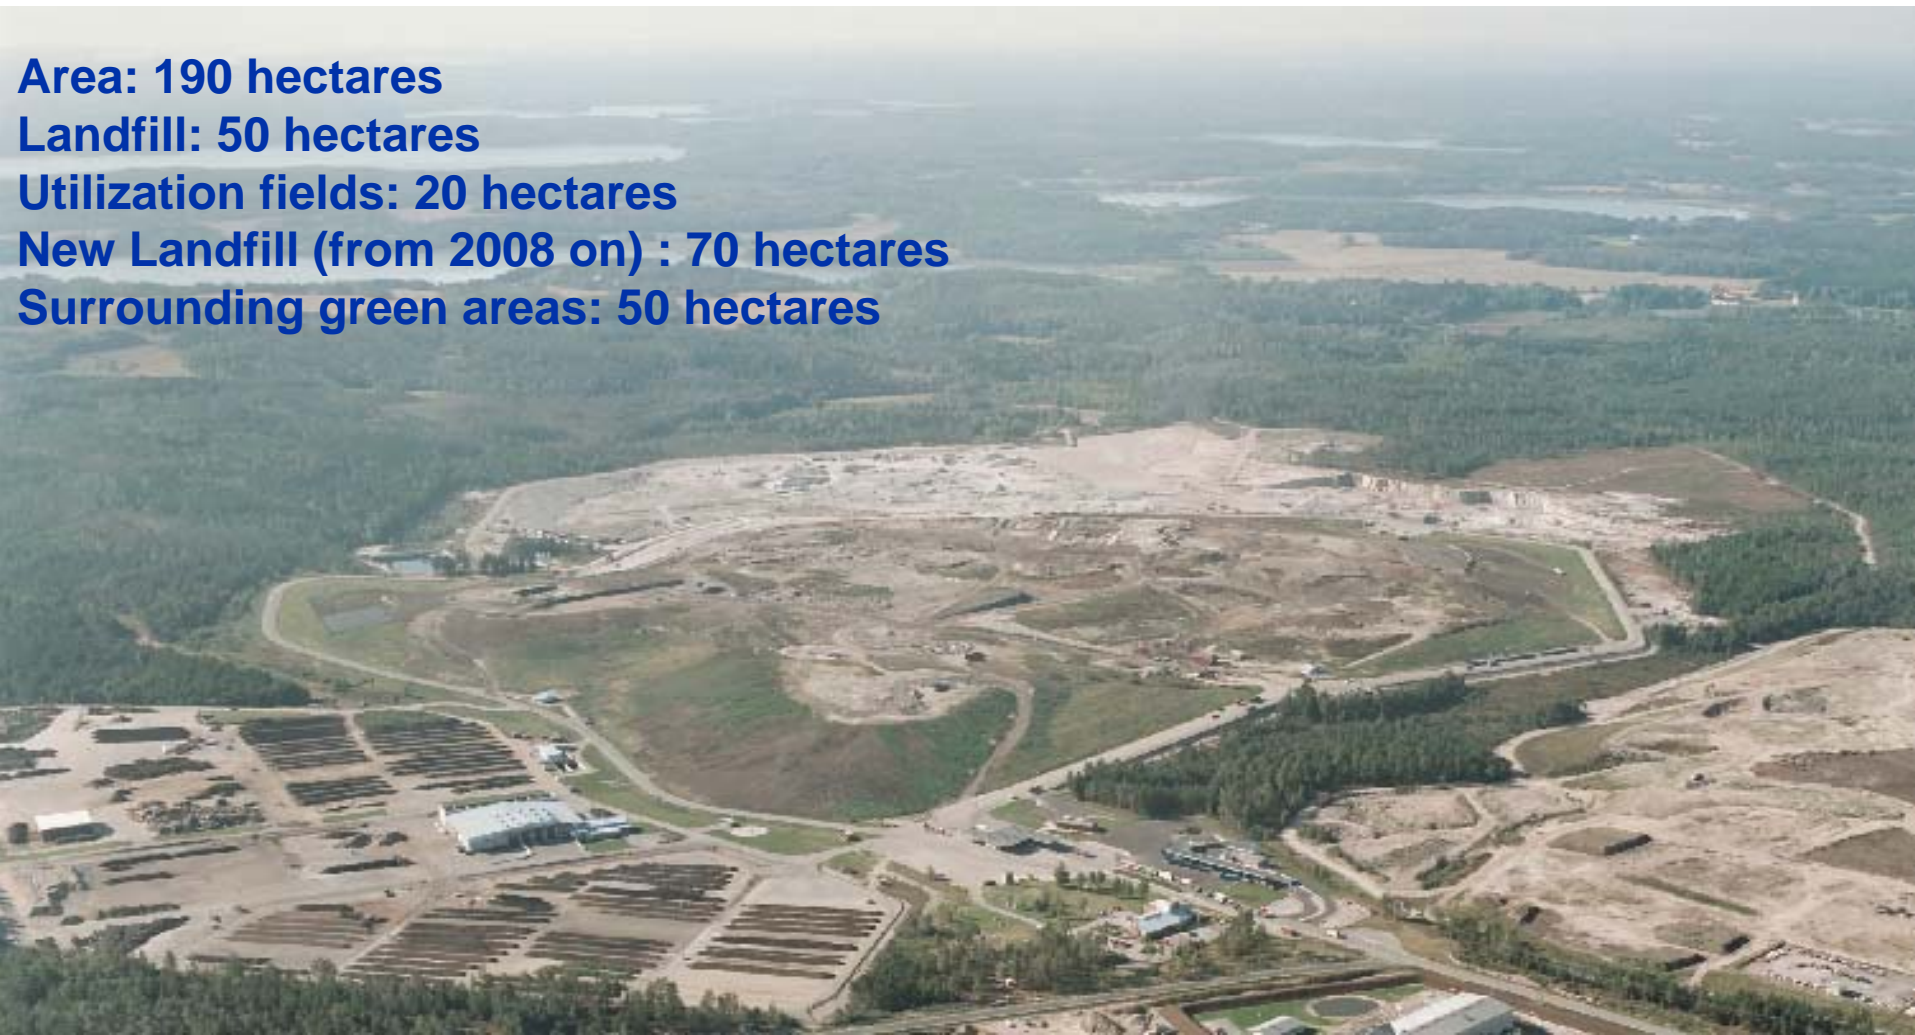 Area: 190 hectares
Landfill: 50 hectares
Utilization fields: 20 hectares
New Landfill (from 2008 on) : 70 hectares
Surrounding green areas: 50 hectares